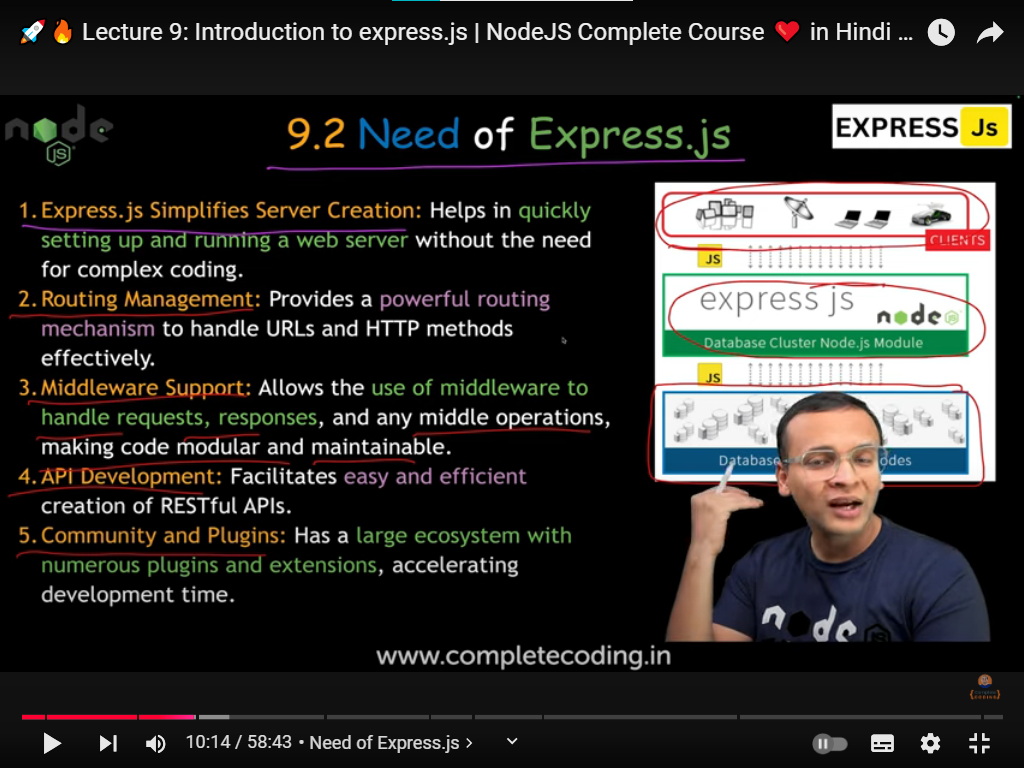 🚀🔥 Lecture 9: Introduction to express.js | NodeJS Complete Course ❤️ in Hindi ...
node
JS
9.2 Need of Express.js
EXPRESS Js
1. Express.js Simplifies Server Creation: Helps in quickly
setting up and running a web server without the need
for complex coding.
2. Routing Management: Provides a powerful routing
mechanism to handle URLs and HTTP methods
effectively.
3. Middleware Support: Allows the use of middleware to
handle requests, responses, and any middle operations,
making code modular and maintainable.
4. API Development: Facilitates easy and efficient
creation of RESTful APIs.
5. Community and Plugins: Has a large ecosystem with
numerous plugins and extensions, accelerating
development time.
CLIENTS
JS
express js
node JS
Database Cluster Node.js Module
JS
Database odes
node JS
www.completecoding.in
10:14 / 58:43 • Need of Express.js >